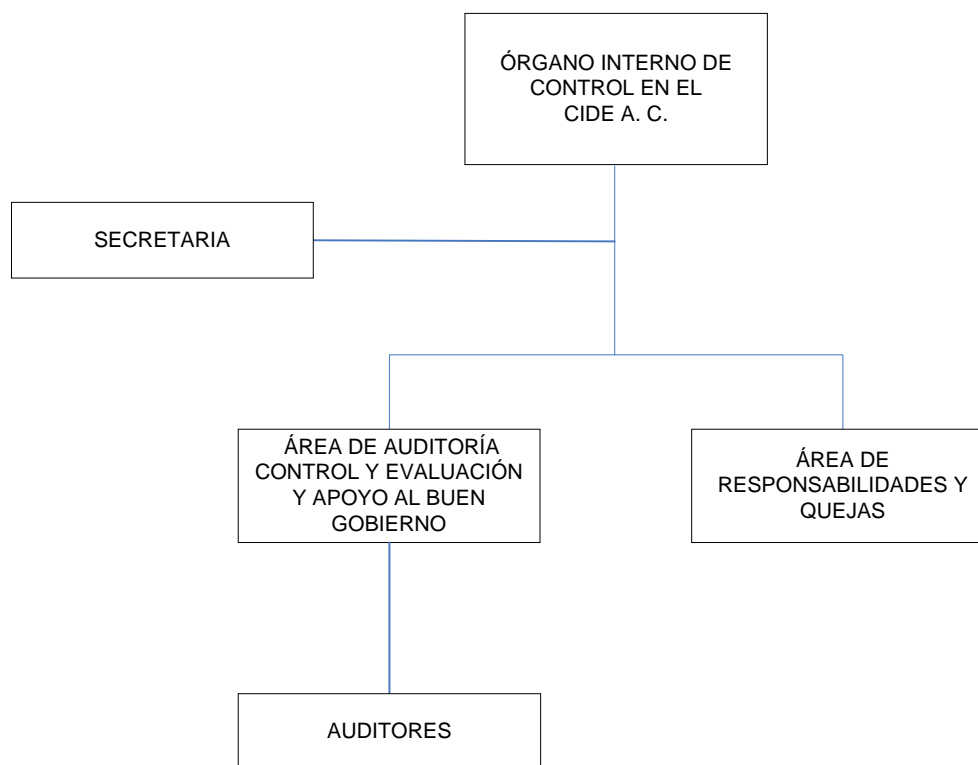 ÓRGANO INTERNO DE
CONTROL EN EL
CIDE A. C.
SECRETARIA
ÁREA DE AUDITORÍA
CONTROL Y EVALUACIÓN
Y APOYO AL BUEN
GOBIERNO
ÁREA DE
RESPONSABILIDADES Y
QUEJAS
AUDITORES